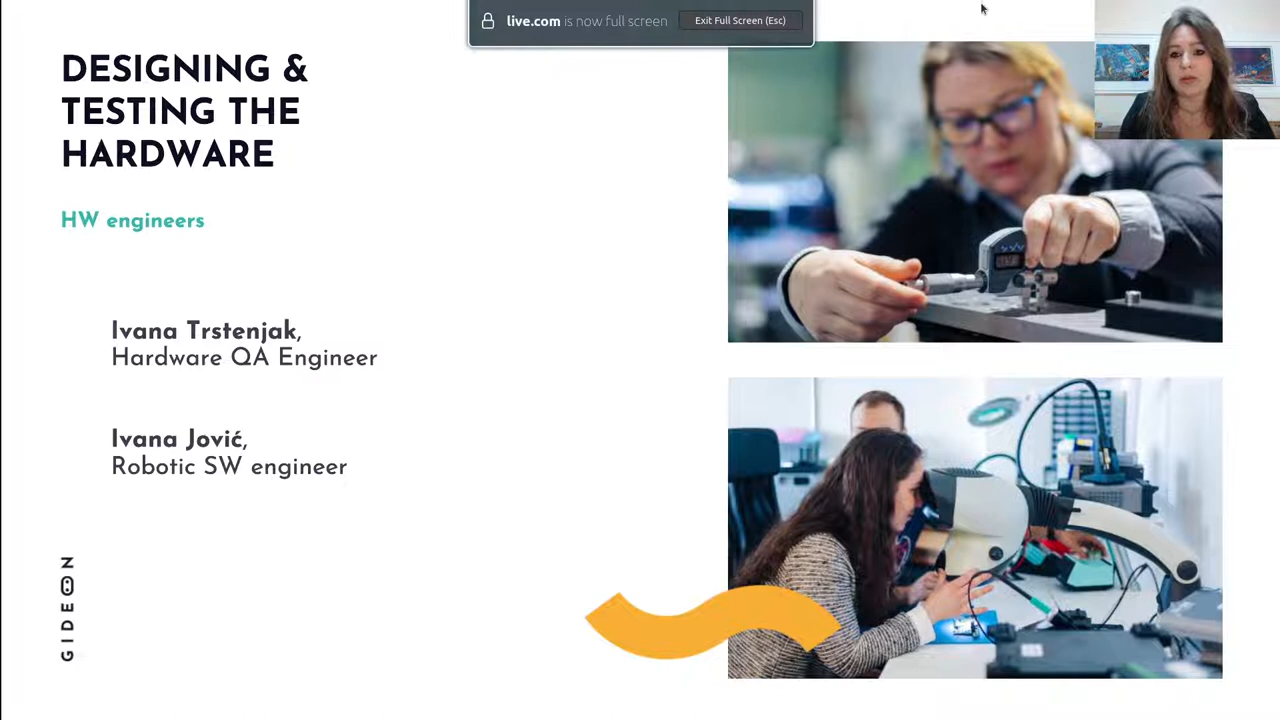 live.com is now full screen
Exit Full Screen (Esc)
DESIGNING &
TESTING THE
HARDWARE
HW engineers
Ivana Trstenjak,
Hardware QA Engineer
Ivana Jović,
Robotic SW engineer
GIDEON